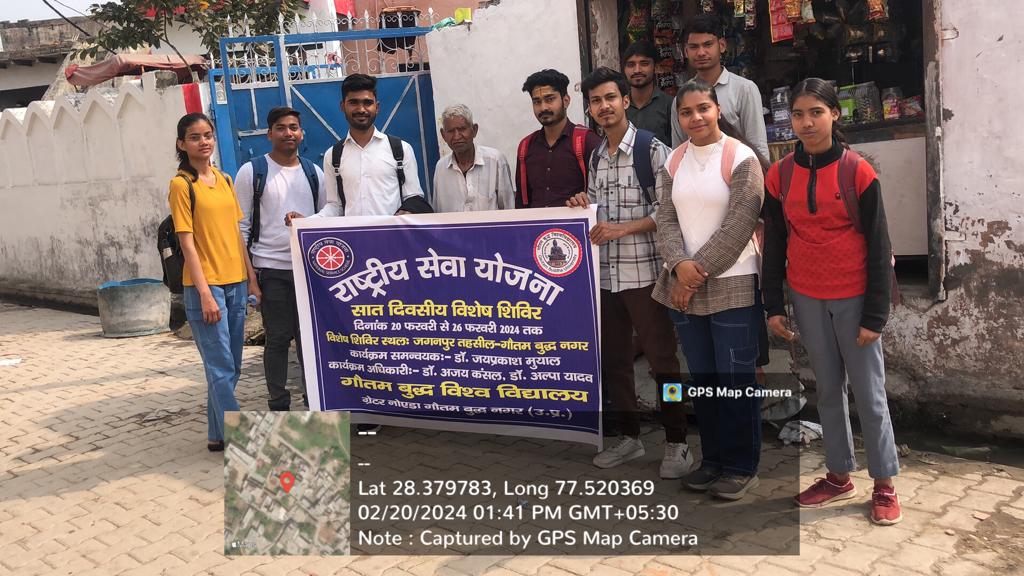 राष्ट्रीय सेवा योजना
सात दिवसीय विशेष शिविर
दिनांक 20 फरवरी से 26 फरवरी 2024 तक
विशेष शिविर स्थलः जगनपुर तहसील-गौतम बुद्ध नगर
कार्यक्रम समन्वयकः- डॉ. जयप्रकाश मुयाल
कार्यक्रम अधिकारीः- डॉ. अजय कंसल, डॉ. अल्पा यादव
गौतम बुद्ध विश्व विद्यालय
ग्रेटर नोएडा गौतम बुद्ध नगर (उ.प्र.)
GPS Map Camera
--
--
Lat 28.379783, Long 77.520369
02/20/2024 01:41 PM GMT+05:30
Note : Captured by GPS Map Camera